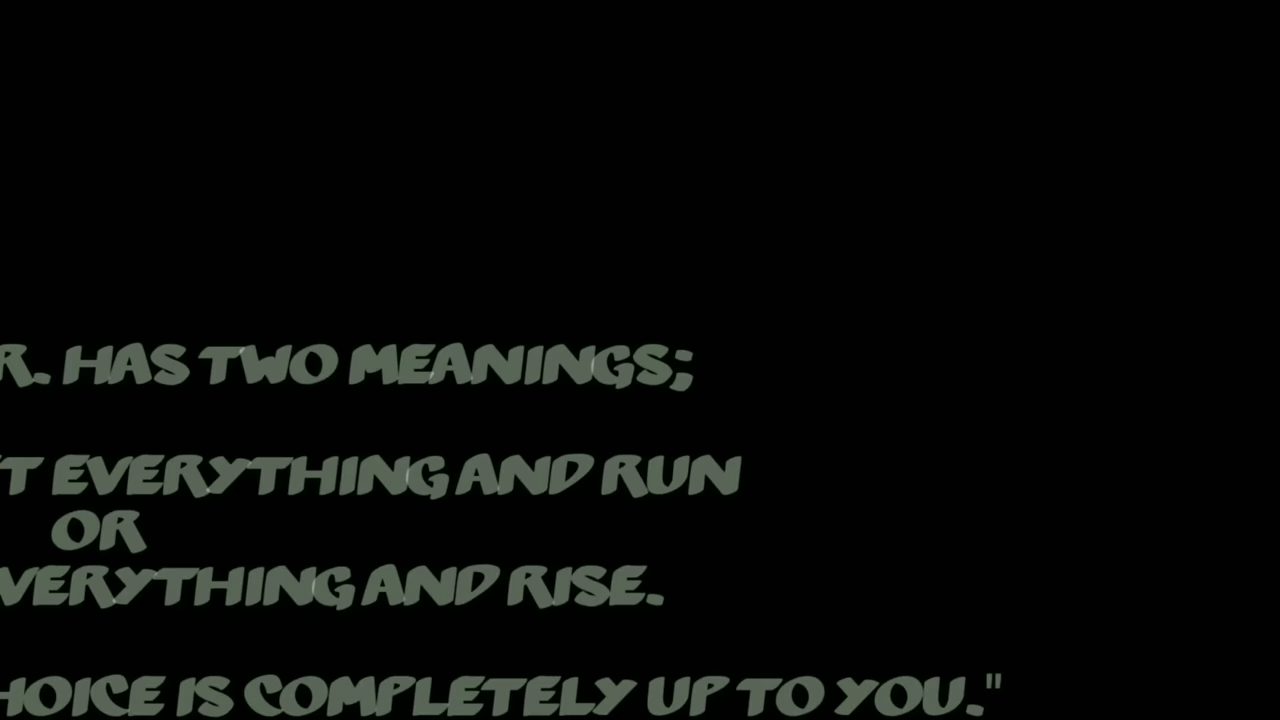 R. HAS TWO MEANINGS;
T EVERYTHING AND RUN
OR
VERYTHING AND RISE.
HOICE IS COMPLETELY UP TO YOU."